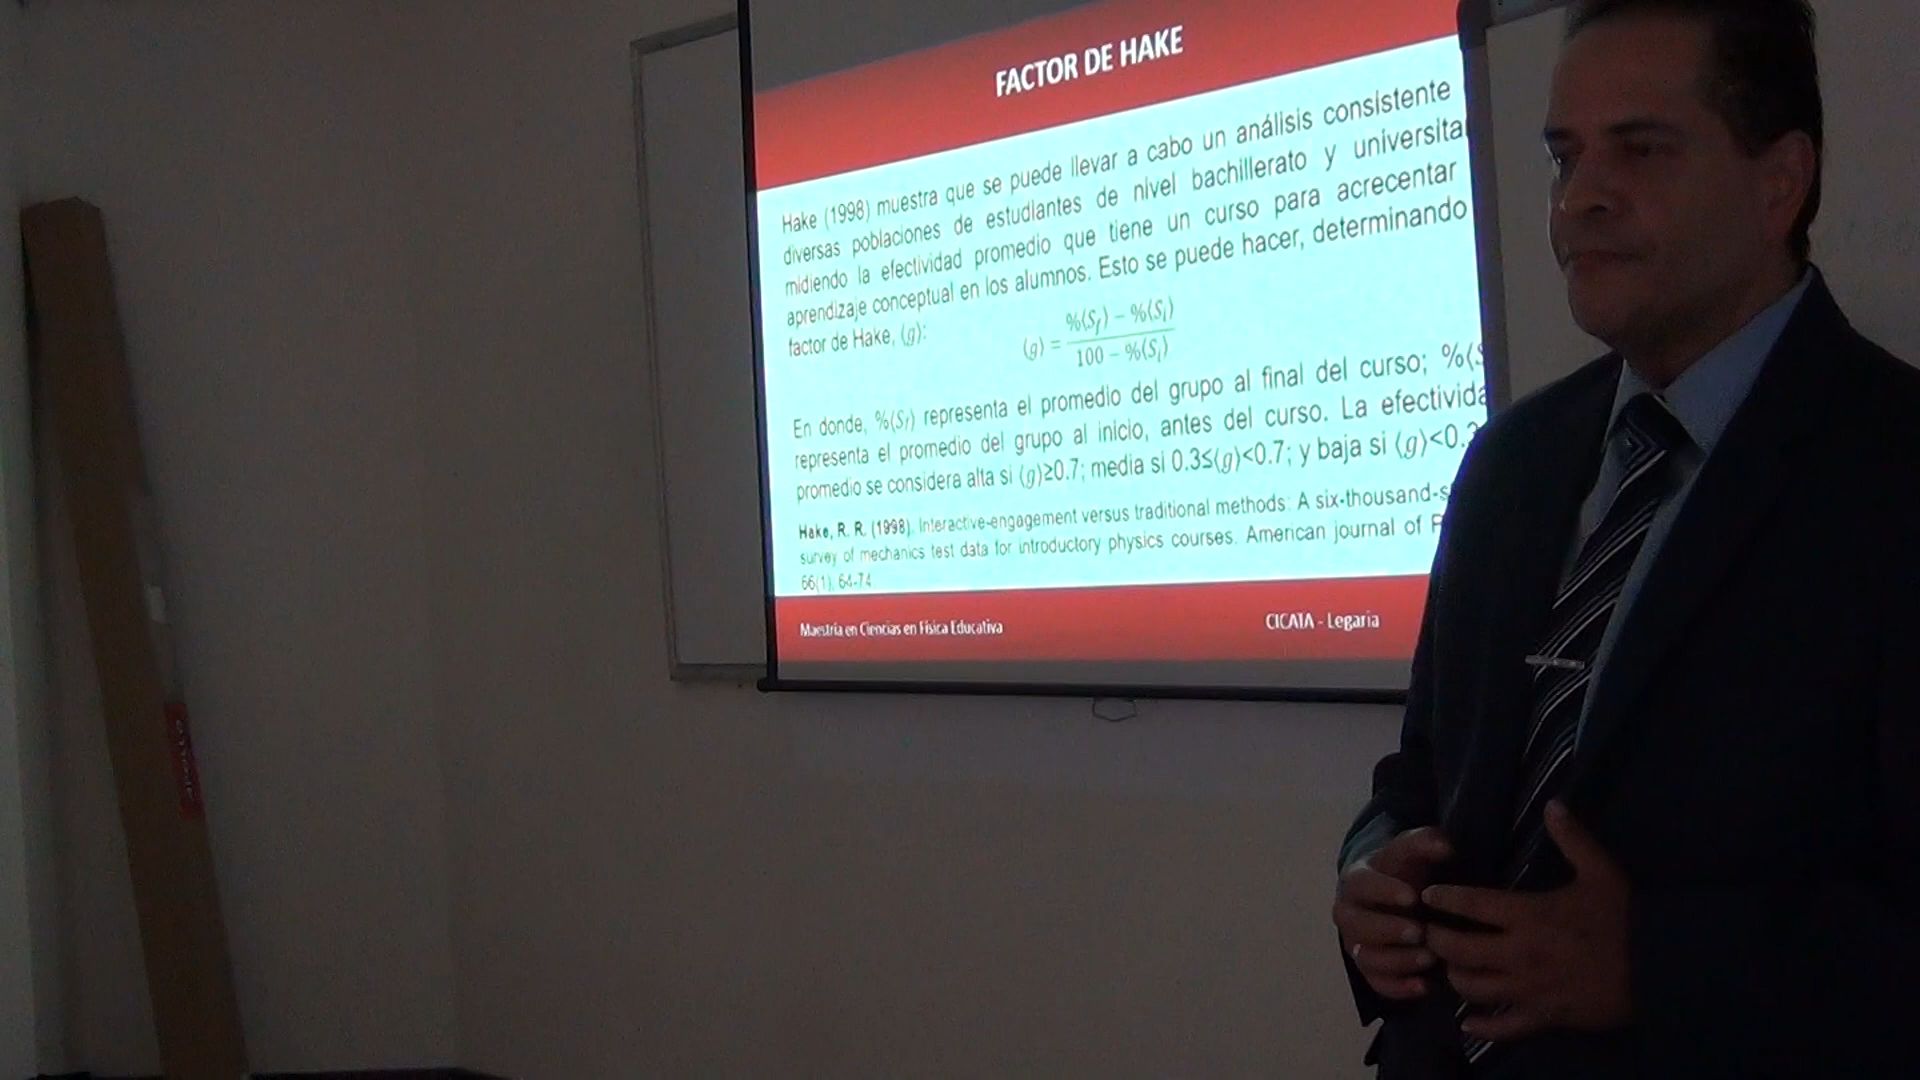 FACTOR DE HAKE
Hake (1998) muestra que se puede llevar a cabo un análisis consistente
diversas poblaciones de estudiantes de nivel bachillerato y universita
midiendo la efectividad promedio que tiene un curso para acrecentar
aprendizaje conceptual en los alumnos. Esto se puede hacer, determinando
factor de Hake, ⟨g⟩:
⟨g⟩ = %⟨S_f⟩ – %⟨S_i⟩ / 100 – %⟨S_i⟩
En donde, %⟨S_f⟩ representa el promedio del grupo al final del curso; %⟨S
representa el promedio del grupo al inicio, antes del curso. La efectivida
promedio se considera alta si ⟨g⟩≥0.7; media si 0.3≤⟨g⟩<0.7; y baja si ⟨g⟩<0.3
Hake, R. R. (1998). Interactive-engagement versus traditional methods: A six-thousand-s
survey of mechanics test data for introductory physics courses. American journal of P
66(1), 64-74
Maestría en Ciencias en Física Educativa
CICATA - Legaria